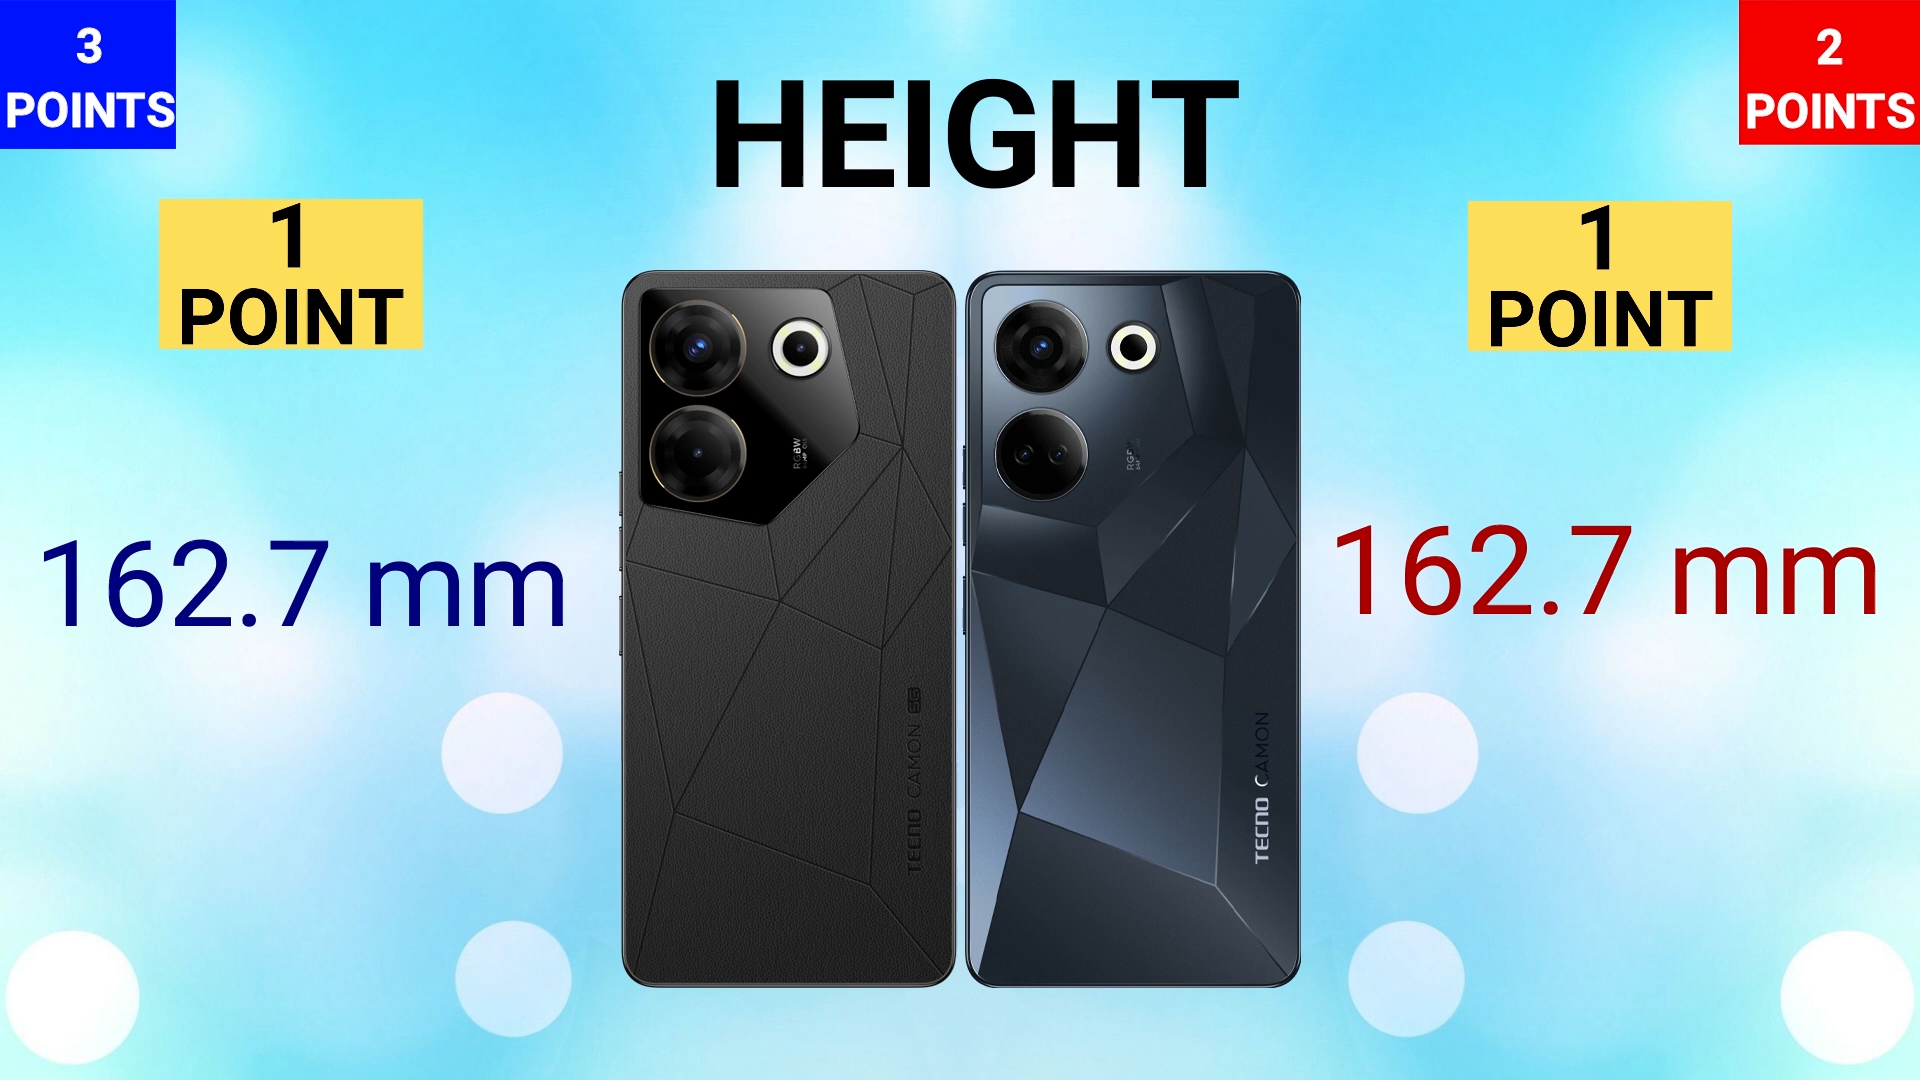 3
POINTS
2
POINTS
HEIGHT
1
POINT
1
POINT
162.7 mm
162.7 mm
RGBW
TECNO CAMON 5G
TECNO CAMON